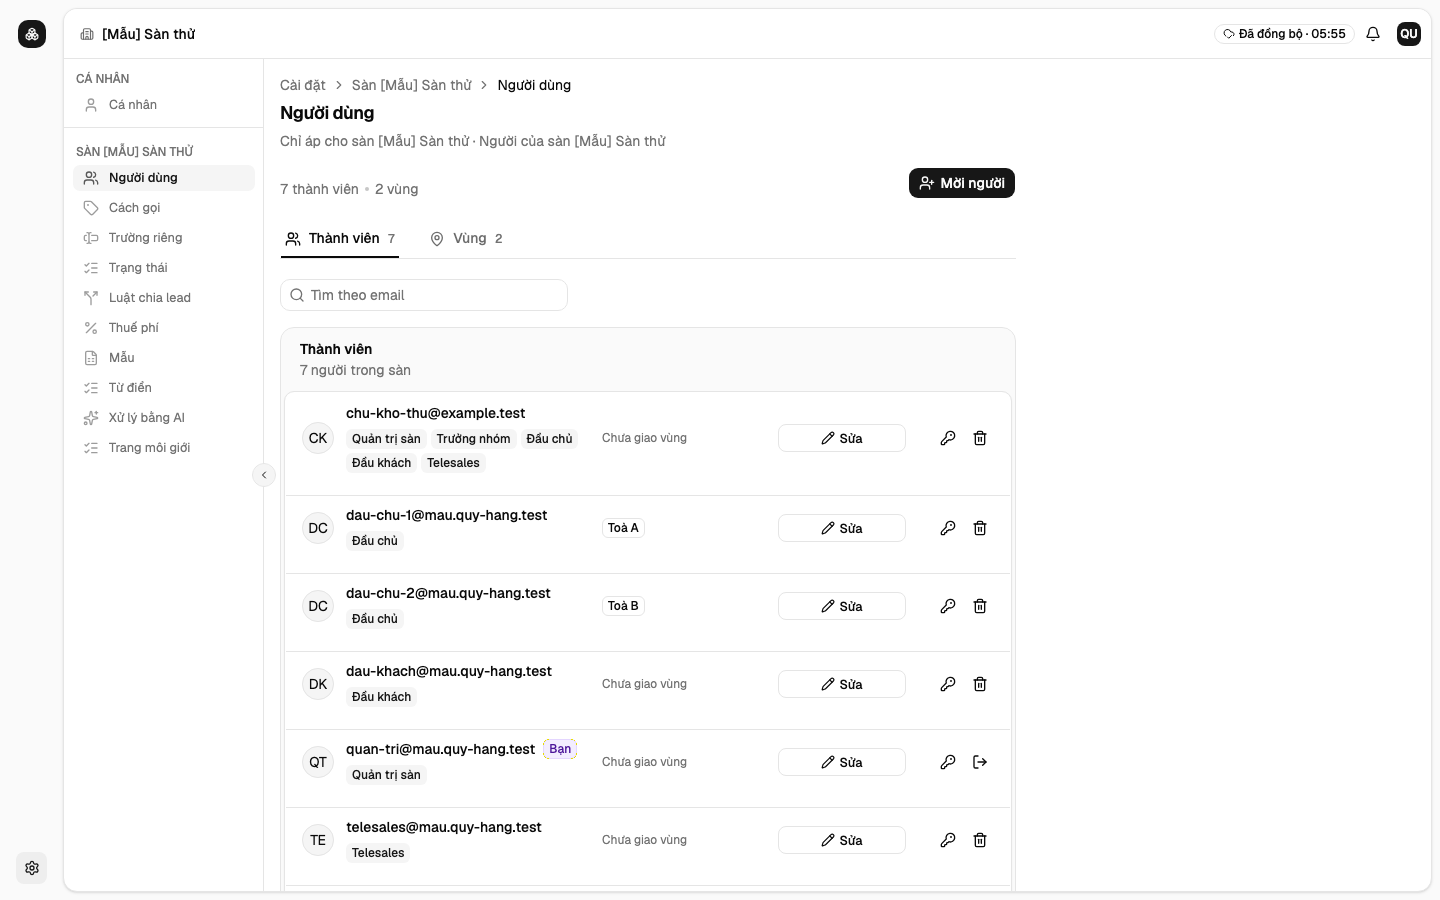 [Mẫu] Sàn thử
Đã đồng bộ · 05:55
QU
CÁ NHÂN
Cá nhân
SÀN [MẪU] SÀN THỬ
Người dùng
Cách gọi
Trường riêng
Trạng thái
Luật chia lead
Thuế phí
Mẫu
Từ điển
Xử lý bằng AI
Trang môi giới
Cài đặt > Sàn [Mẫu] Sàn thử > Người dùng
Người dùng
Chỉ áp cho sàn [Mẫu] Sàn thử · Người của sàn [Mẫu] Sàn thử
7 thành viên • 2 vùng
Mời người
Thành viên 7
Vùng 2
Tìm theo email
Thành viên
7 người trong sàn
CK
chu-kho-thu@example.test
Quản trị sàn Trưởng nhóm Đầu chủ
Đầu khách Telesales
Chưa giao vùng
Sửa
DC
dau-chu-1@mau.quy-hang.test
Đầu chủ
Toà A
Sửa
DC
dau-chu-2@mau.quy-hang.test
Đầu chủ
Toà B
Sửa
DK
dau-khach@mau.quy-hang.test
Đầu khách
Chưa giao vùng
Sửa
QT
quan-tri@mau.quy-hang.test Bạn
Quản trị sàn
Chưa giao vùng
Sửa
TE
telesales@mau.quy-hang.test
Telesales
Chưa giao vùng
Sửa